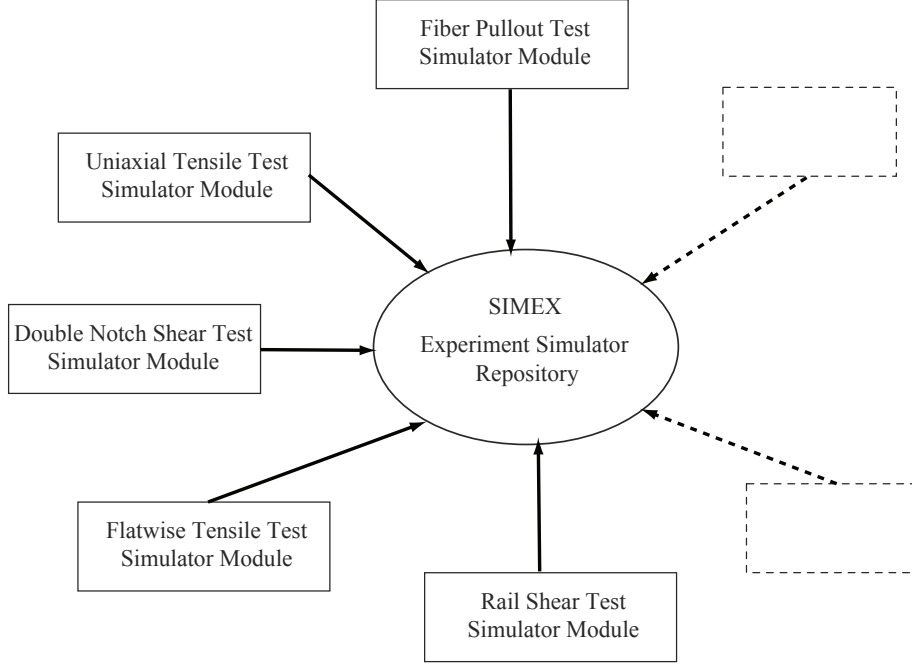 Fiber Pullout Test
Simulator Module
Uniaxial Tensile Test
Simulator Module
SIMEX
Experiment Simulator
Repository
Double Notch Shear Test
Simulator Module
Flatwise Tensile Test
Simulator Module
Rail Shear Test
Simulator Module